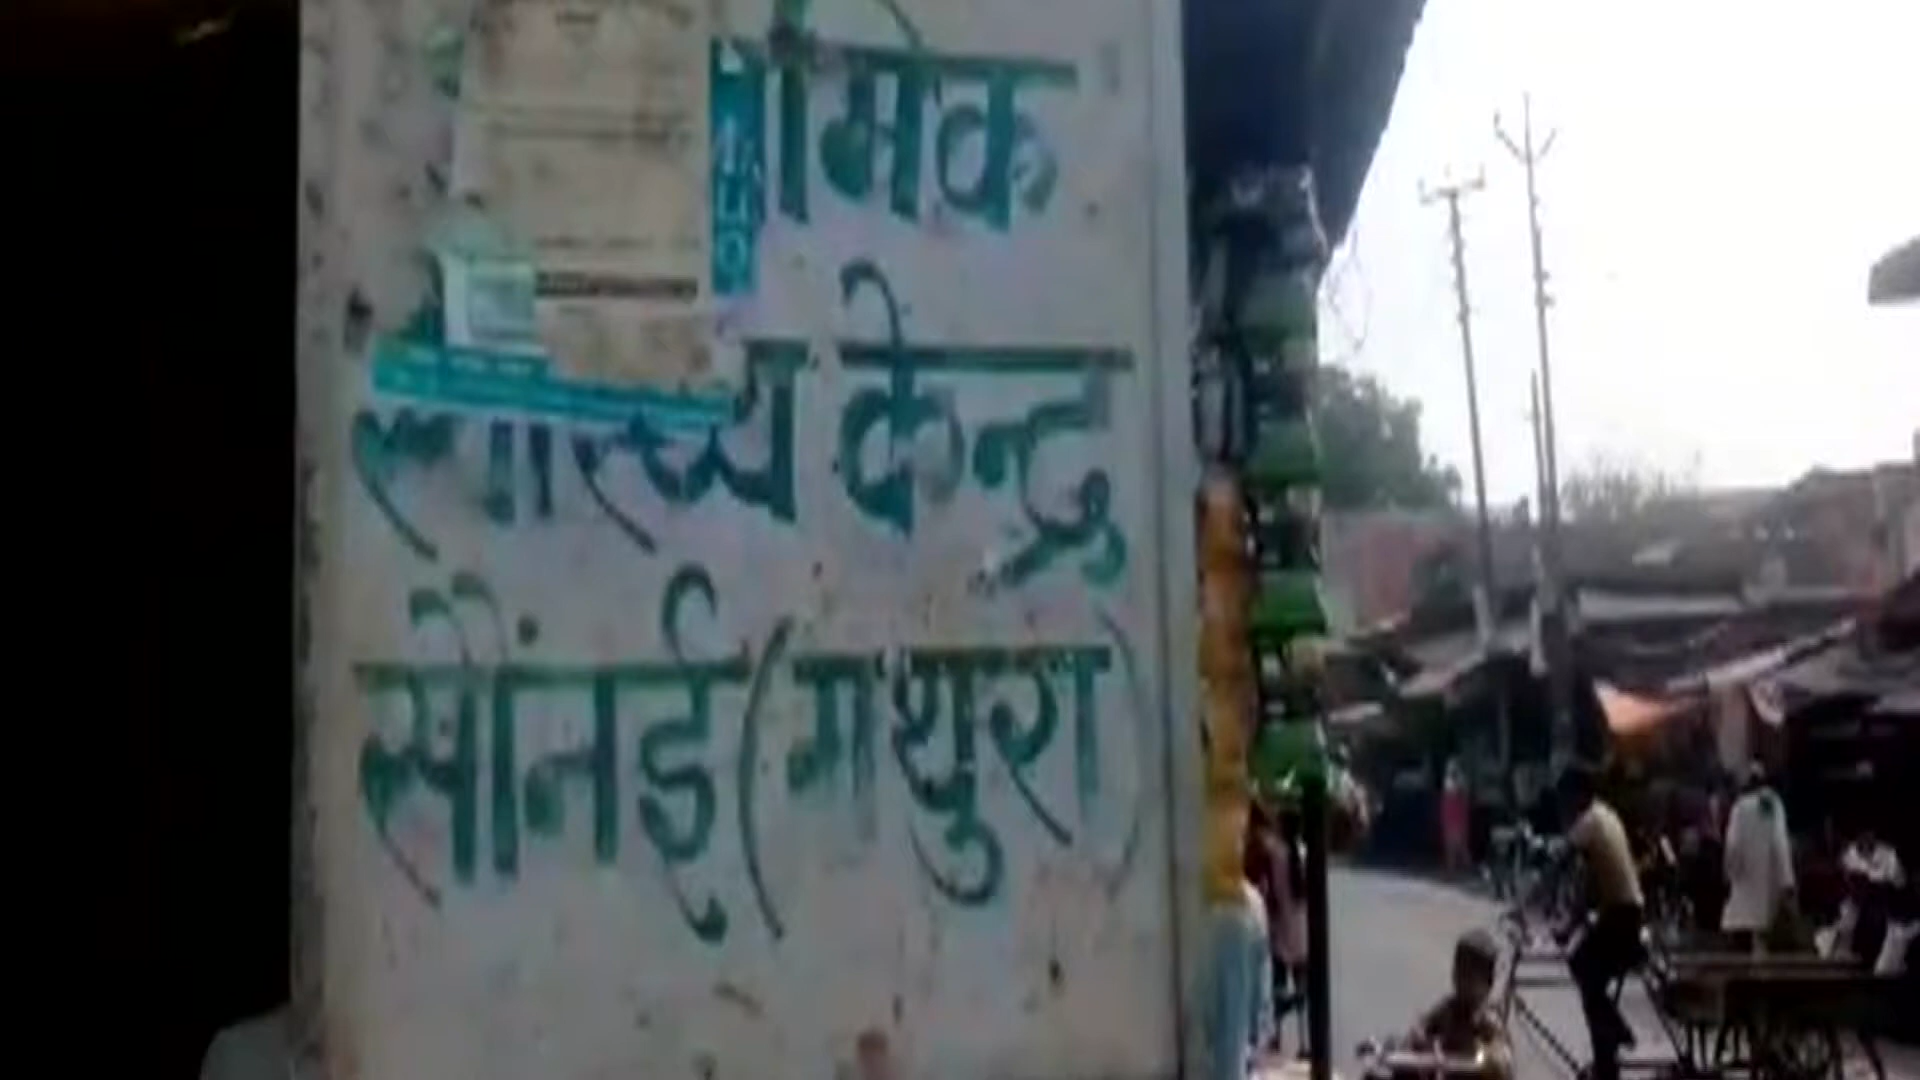 मिक
स्वास्थ्य केन्द्र
सोंनई (मथुरा)